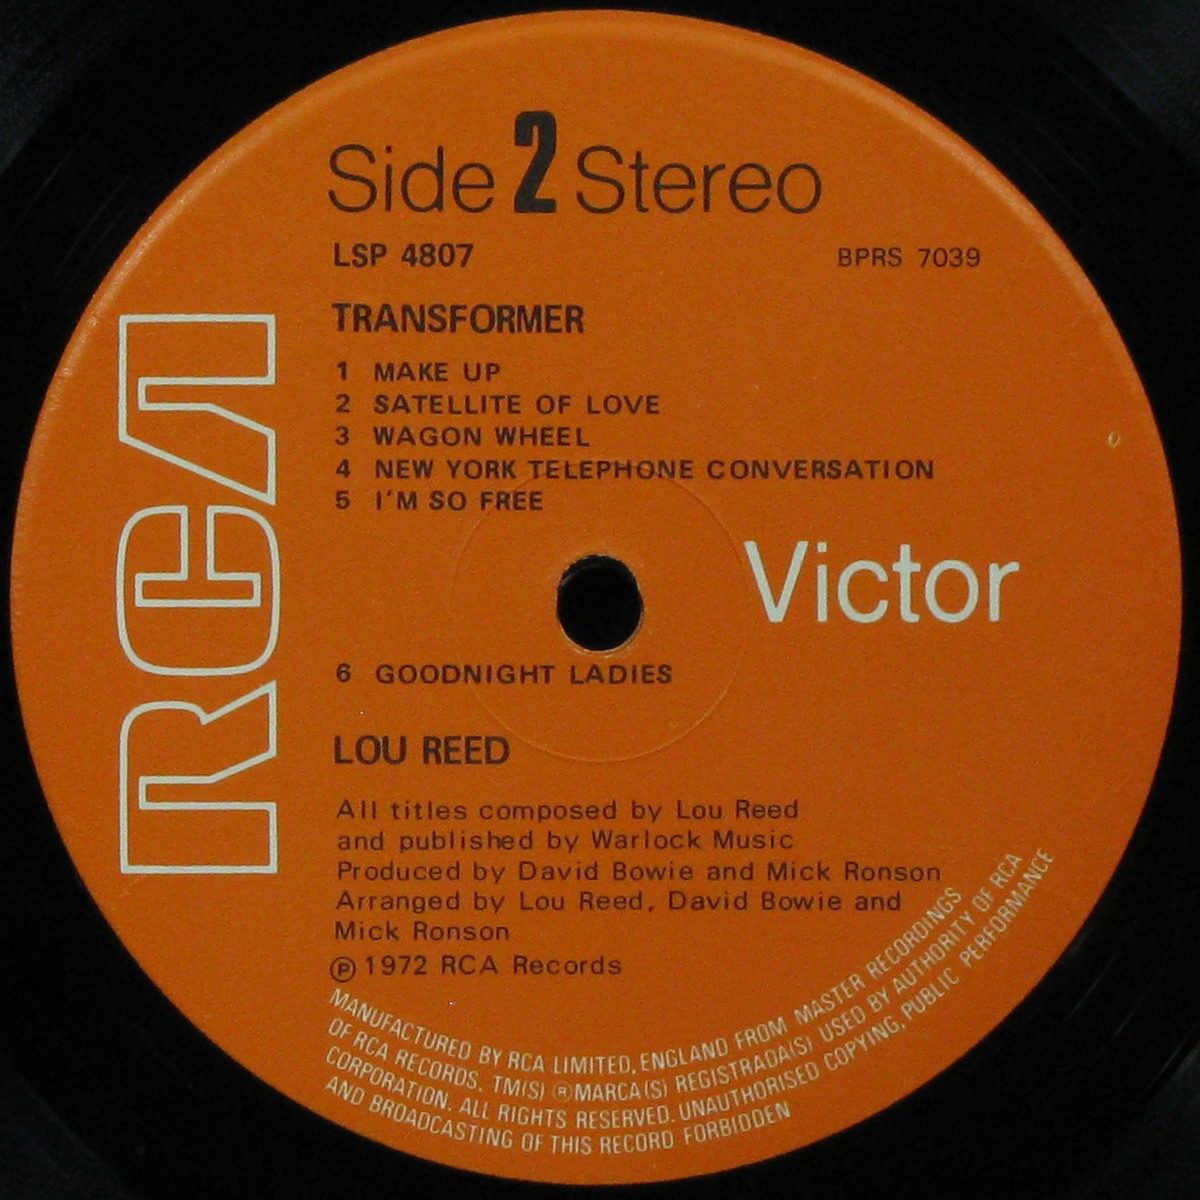 Side 2 Stereo
LSP 4807 BPRS 7039
TRANSFORMER
1 MAKE UP
2 SATELLITE OF LOVE
3 WAGON WHEEL
4 NEW YORK TELEPHONE CONVERSATION
5 I'M SO FREE
RCA
Victor
6 GOODNIGHT LADIES
LOU REED
All titles composed by Lou Reed
and published by Warlock Music
Produced by David Bowie and Mick Ronson
Arranged by Lou Reed, David Bowie and
Mick Ronson
℗ 1972 RCA Records
MANUFACTURED BY RCA LIMITED, ENGLAND FROM MASTER RECORDINGS
OF RCA RECORDS. TM(S) ® MARCA(S) REGISTRADA(S) USED BY AUTHORITY OF RCA
CORPORATION. ALL RIGHTS RESERVED. UNAUTHORISED COPYING, PUBLIC PERFORMANCE
AND BROADCASTING OF THIS RECORD FORBIDDEN